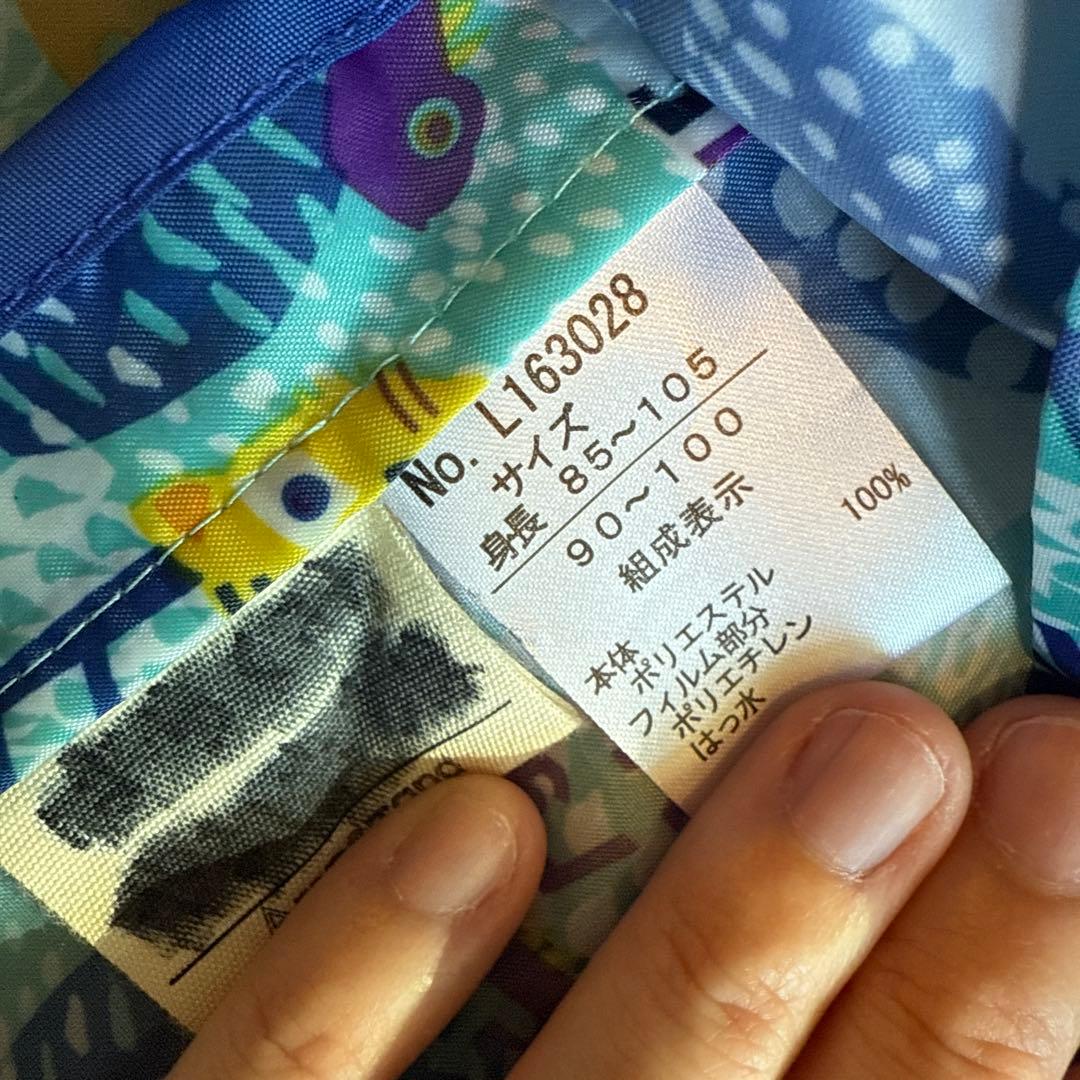 No. L163028
サイズ
85~105
身長 90~100
組成表示
本体
ポリエステル 100%
フィルム部分
ポリエチレン
はっ水